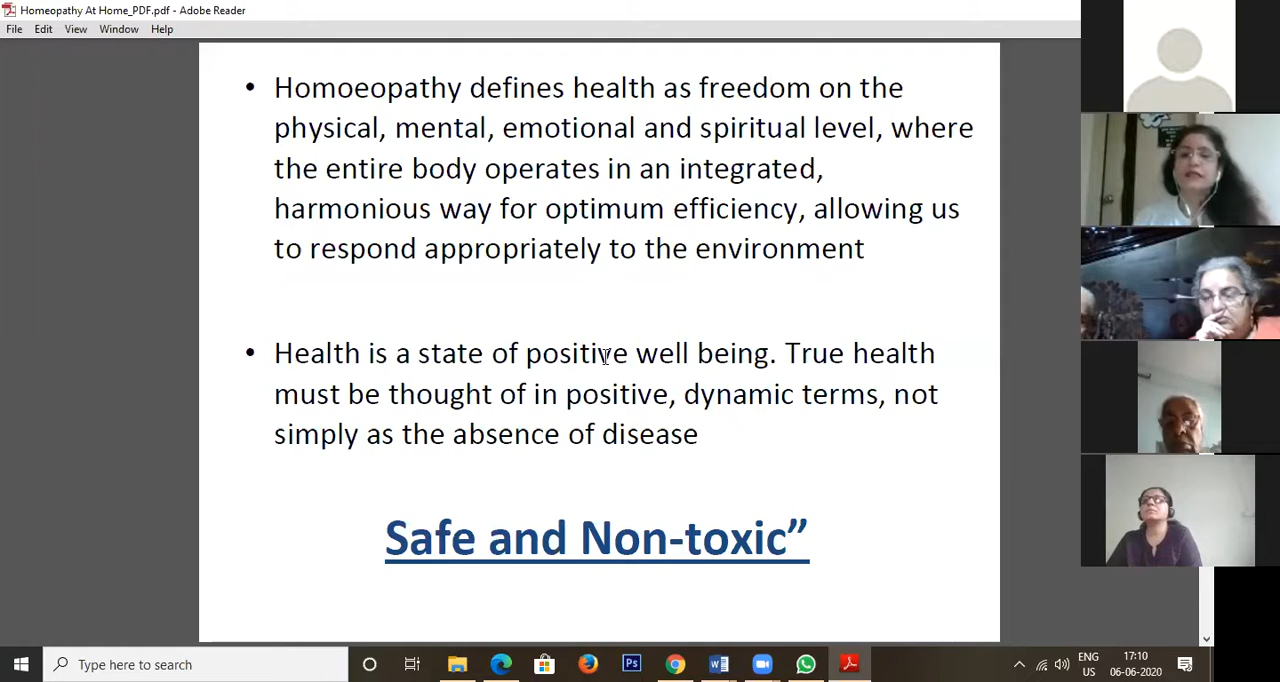 Homeopathy At Home_PDF.pdf - Adobe Reader
File Edit View Window Help
• Homoeopathy defines health as freedom on the
physical, mental, emotional and spiritual level, where
the entire body operates in an integrated,
harmonious way for optimum efficiency, allowing us
to respond appropriately to the environment
• Health is a state of positive well being. True health
must be thought of in positive, dynamic terms, not
simply as the absence of disease
Safe and Non-toxic”
Type here to search
Ps
ENG
US
17:10
06-06-2020